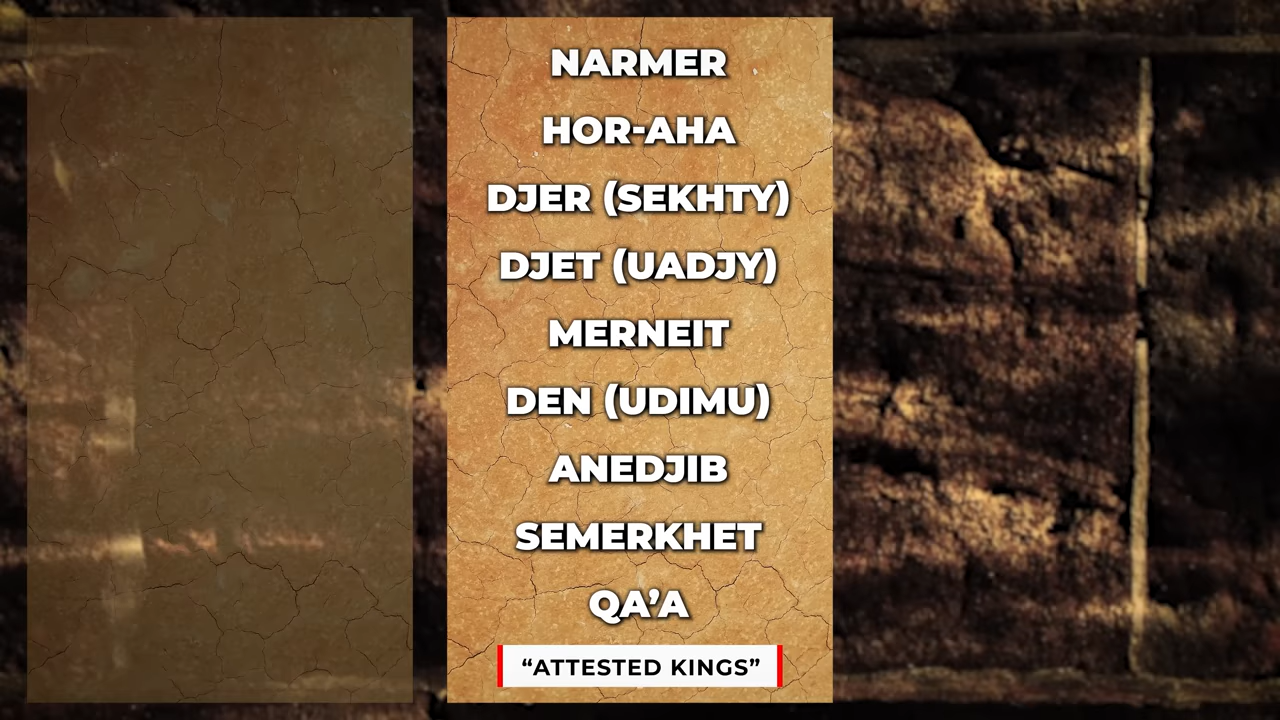 NARMER
HOR-AHA
DJER (SEKHTY)
DJET (UADJY)
MERNEIT
DEN (UDIMU)
ANEDJIB
SEMERKHET
QA’A
“ATTESTED KINGS”